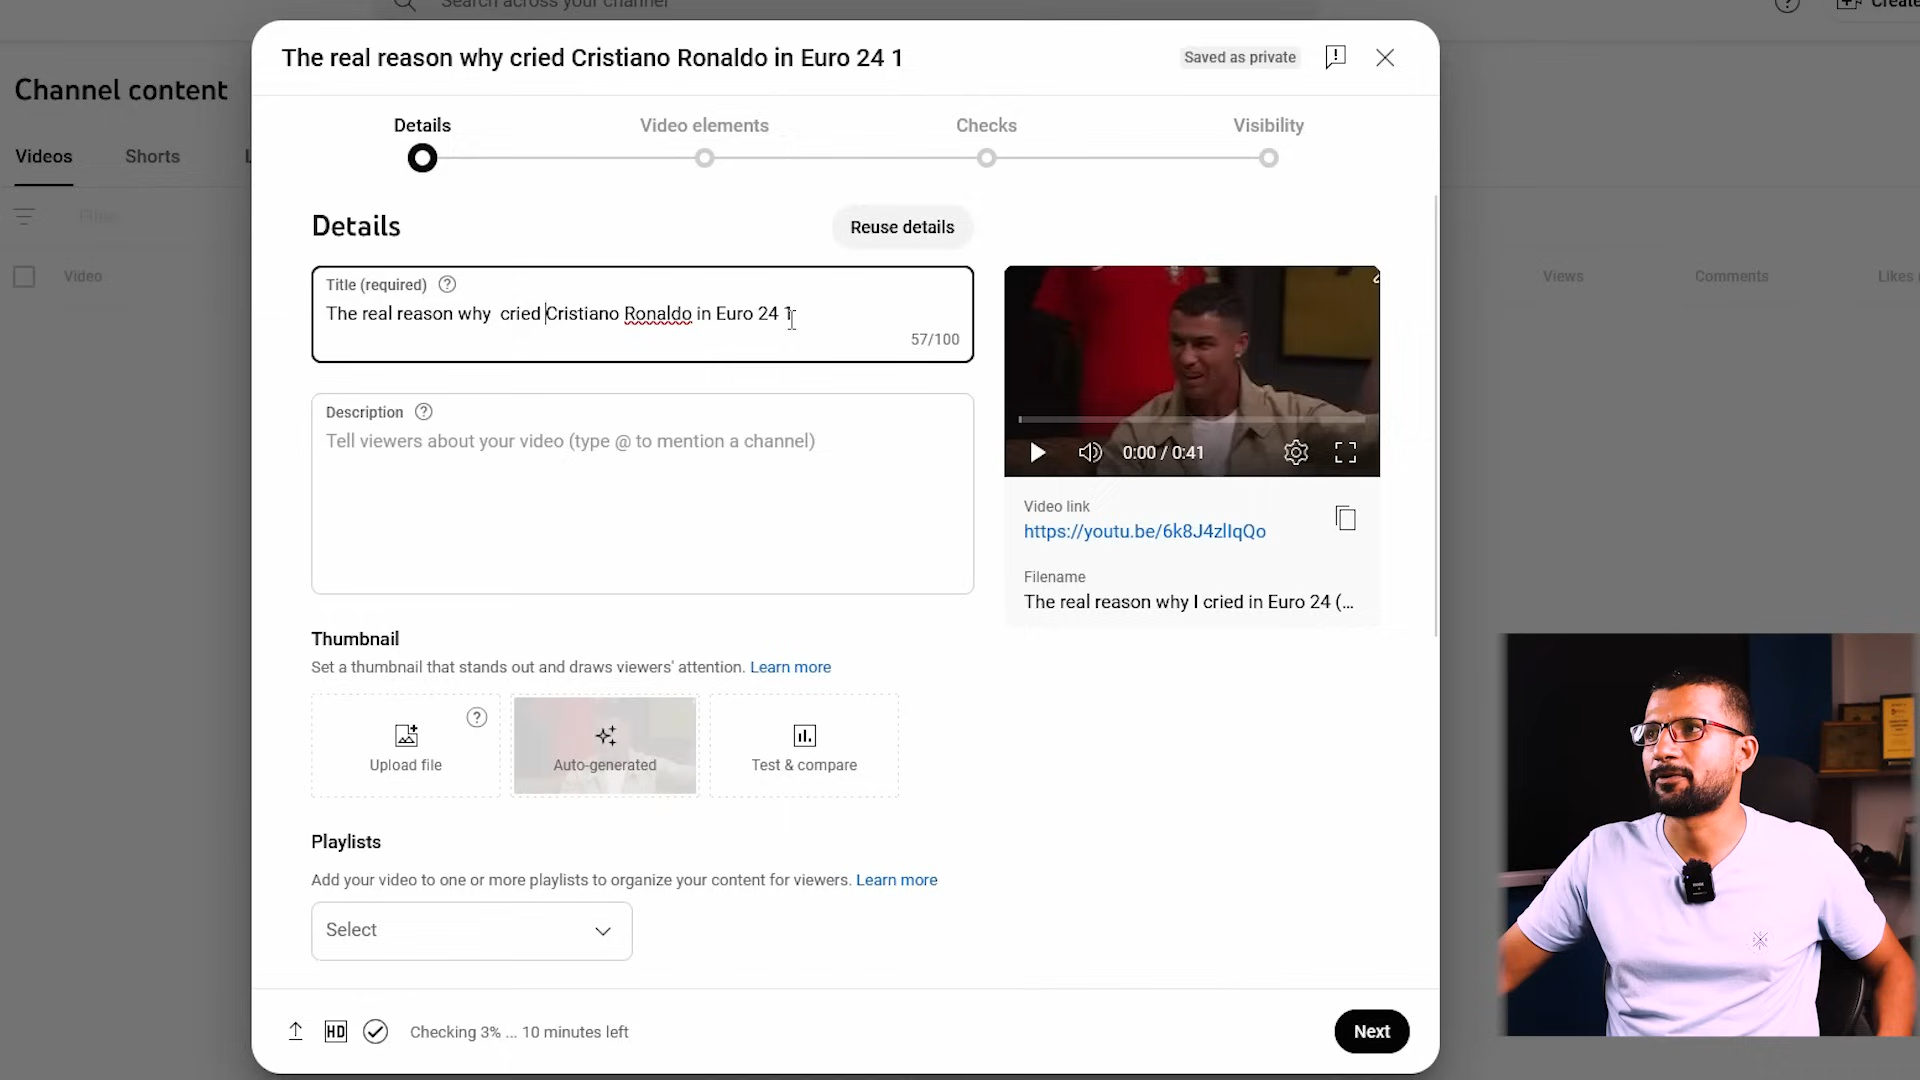 Search across your channel
Create
The real reason why cried Cristiano Ronaldo in Euro 24 1
Saved as private
Channel content
Details
Video elements
Checks
Visibility
Videos
Shorts
Details
Reuse details
Filter
Title (required)
The real reason why  cried Cristiano Ronaldo in Euro 24 1
57/100
Video
Views
Comments
Likes
Description
Tell viewers about your video (type @ to mention a channel)
0:00 / 0:41
Video link
https://youtu.be/6k8J4zlIqQo
Filename
The real reason why I cried in Euro 24 (...
Thumbnail
Set a thumbnail that stands out and draws viewers' attention. Learn more
Upload file
Auto-generated
Test & compare
Playlists
Add your video to one or more playlists to organize your content for viewers. Learn more
Select
HD
Checking 3% ... 10 minutes left
Next